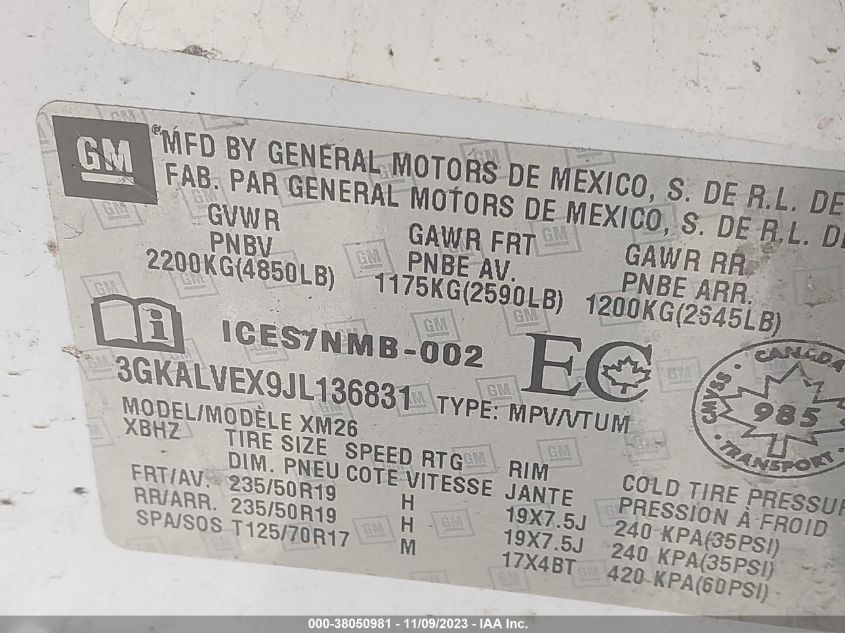 GM
MFD BY GENERAL MOTORS DE MEXICO, S. DE R.L. DE
FAB. PAR GENERAL MOTORS DE MEXICO, S. DE R.L. DE
GVWR GAWR FRT GAWR RR
PNBV PNBE AV. PNBE ARR.
2200KG(4850LB) 1175KG(2590LB) 1200KG(2645LB)
i ICES7NMB-002 EC
3GKALVEX9JL136831 TYPE: MPV/VTUM
CANADA
CMVSS 985
TRANSPORT
MODEL/MODÈLE XM26
XBHZ TIRE SIZE SPEED RTG RIM COLD TIRE PRESSUR
DIM. PNEU COTE VITESSE JANTE PRESSION À FROID
FRT/AV. 235/50R19 H 19X7.5J 240 KPA(35PSI)
RR/ARR. 235/50R19 H 19X7.5J 240 KPA(35PSI)
SPA/SOS T125/70R17 M 17X4BT 420 KPA(60PSI)
000-38050981 - 11/09/2023 - IAA Inc.